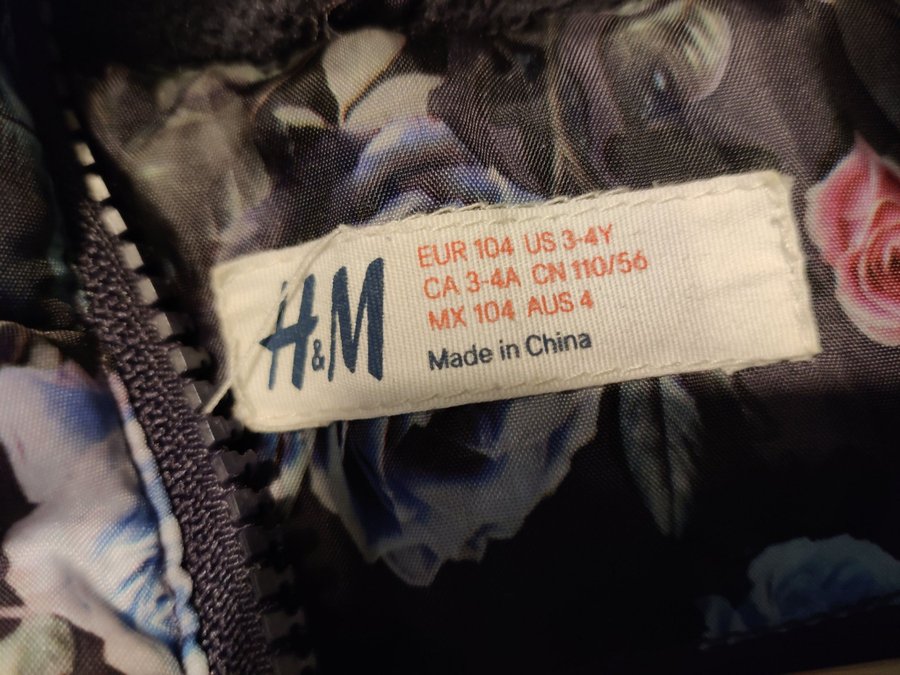 H&M
EUR 104 US 3-4Y
CA 3-4A CN 110/56
MX 104 AUS 4
Made in China